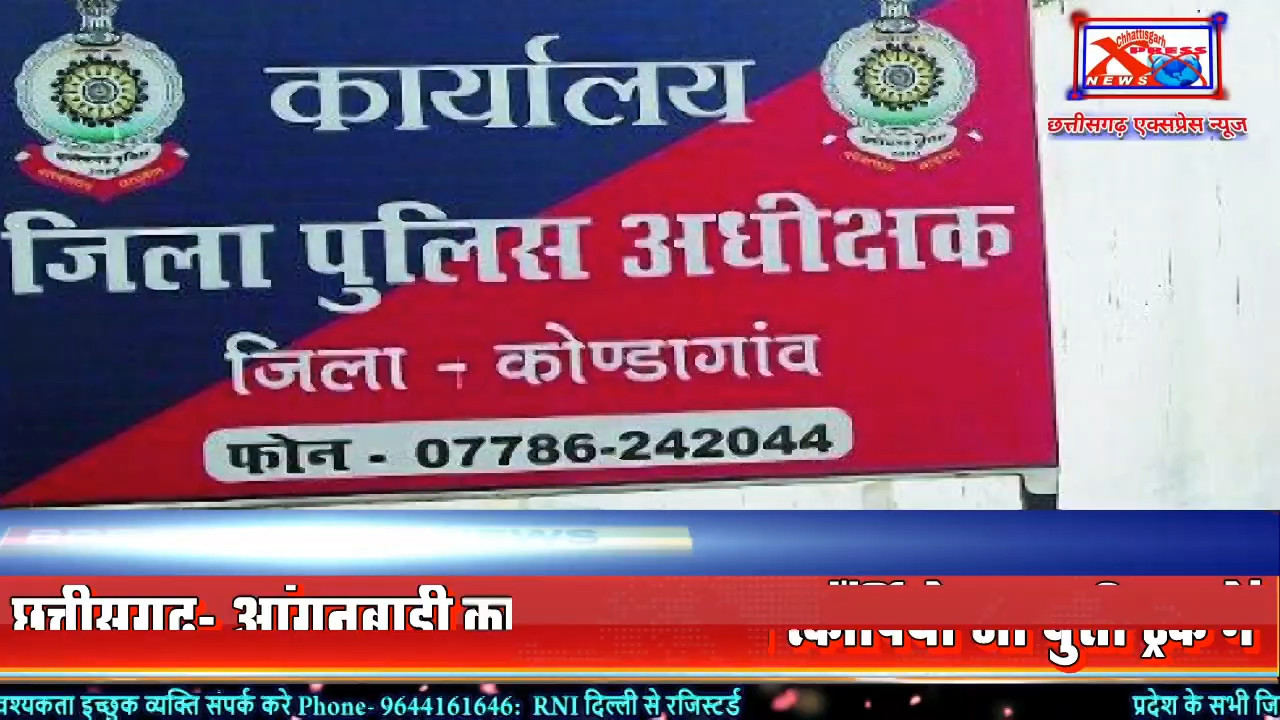 कार्यालय
जिला पुलिस अधीक्षक
जिला - कोण्डागांव
फोन - 07786-242044
Chhattisgarh
XPRESS
NEWS
छत्तीसगढ़ एक्सप्रेस न्यूज
छत्तीसगढ़- आंगनबाड़ी का
वश्यकता इच्छुक व्यक्ति संपर्क करे Phone- 9644161646: RNI दिल्ली से रजिस्टर्ड प्रदेश के सभी जि